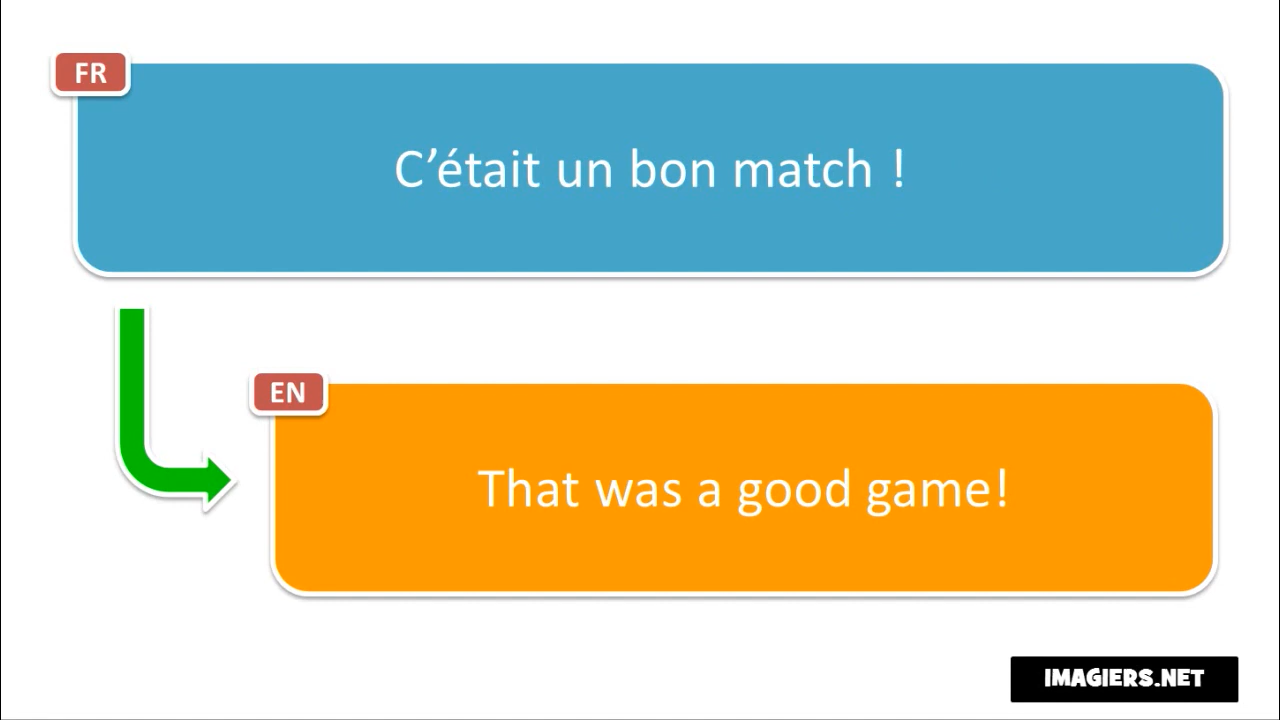 FR
C’était un bon match !
EN
That was a good game!
IMAGIERS.NET